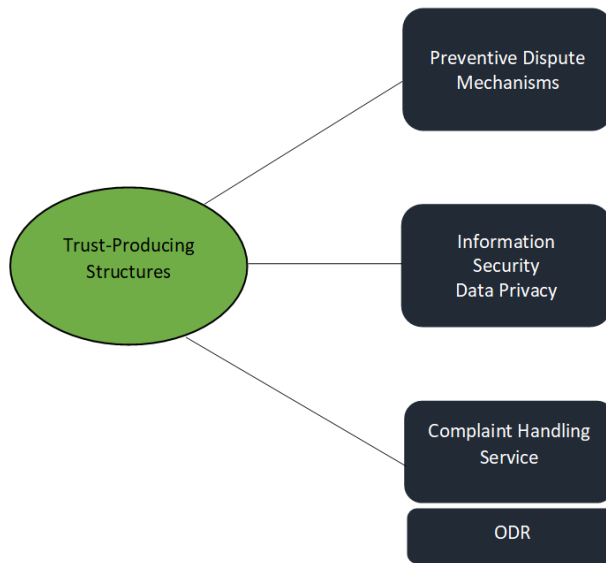 Preventive Dispute
Mechanisms
Trust-Producing
Structures
Information
Security
Data Privacy
Complaint Handling
Service
ODR